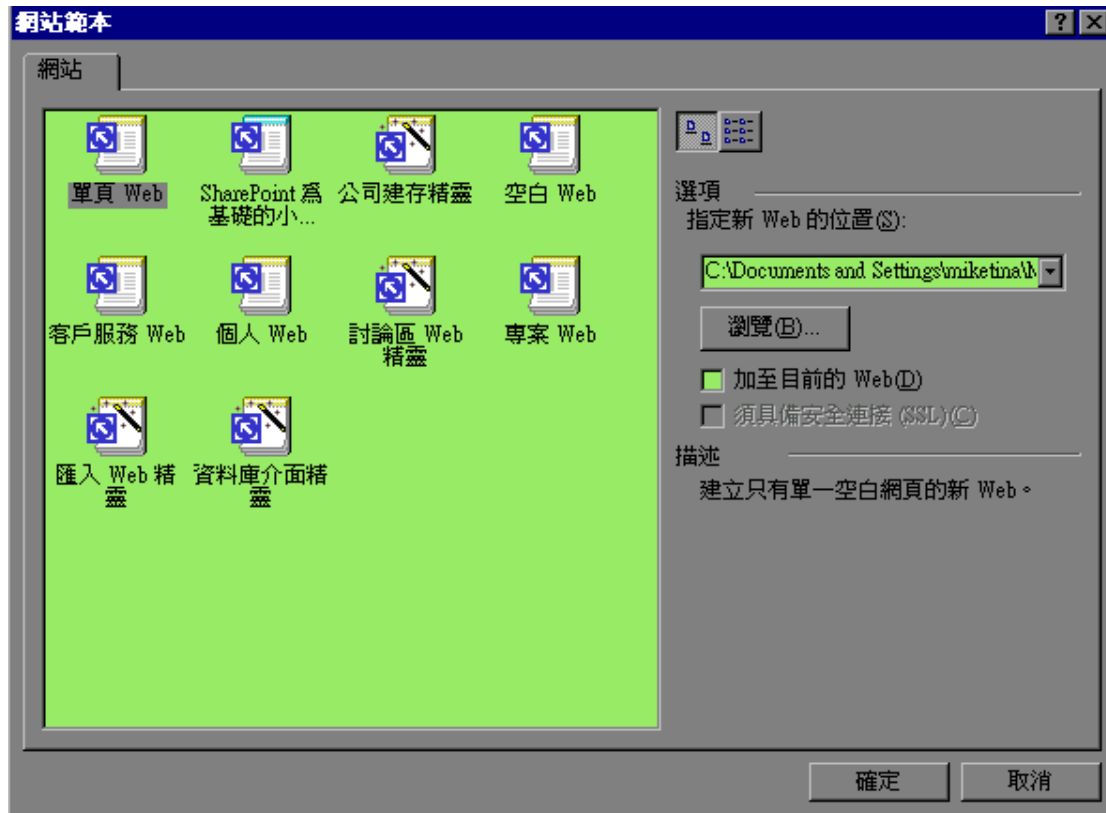 網站範本
網站
單頁 Web
SharePoint 為
基礎的小...
公司建存精靈
空白 Web
客戶服務 Web
個人 Web
討論區 Web
精靈
專案 Web
匯入 Web 精
靈
資料庫介面精
靈
選項
指定新 Web 的位置(S):
C:\Documents and Settings\miketina\M
瀏覽(B)...
加至目前的 Web(D)
須具備安全連接 (SSL)(C)
描述
建立只有單一空白網頁的新 Web。
確定
取消